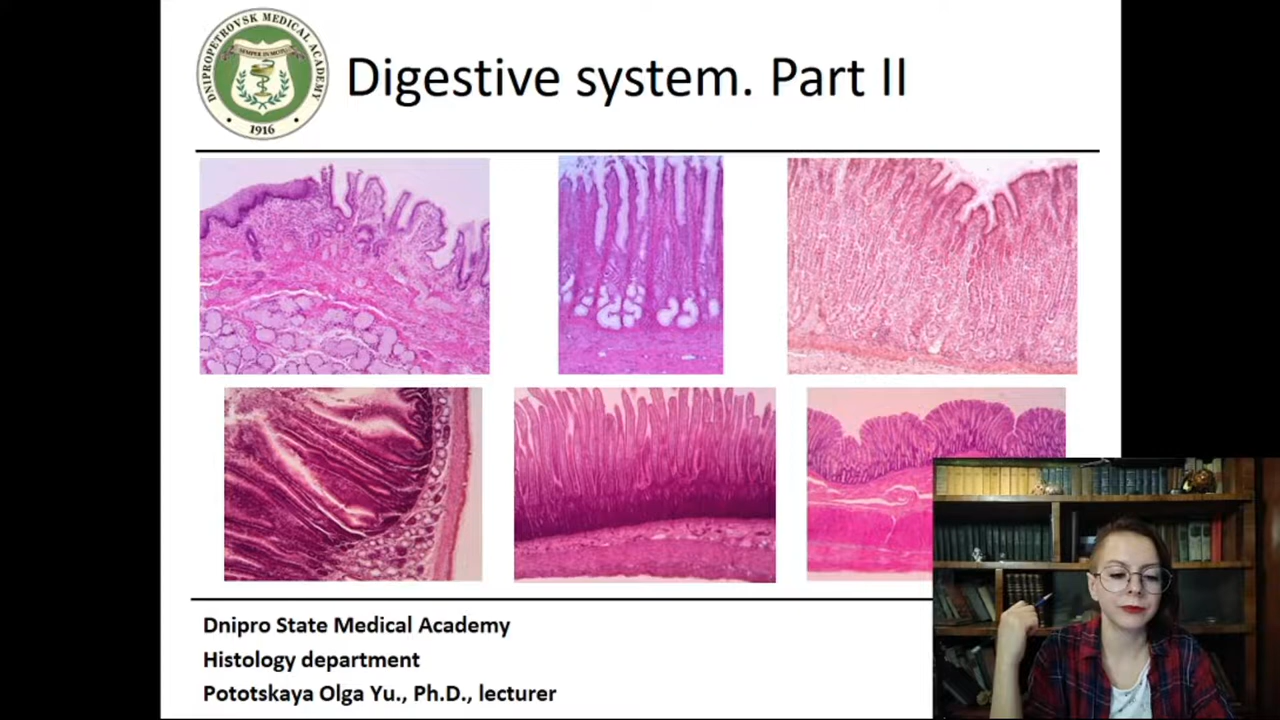 DNIPROPETROVSK MEDICAL ACADEMY
SEMPER IN MOTU
1916
Digestive system. Part II
Dnipro State Medical Academy
Histology department
Pototskaya Olga Yu., Ph.D., lecturer